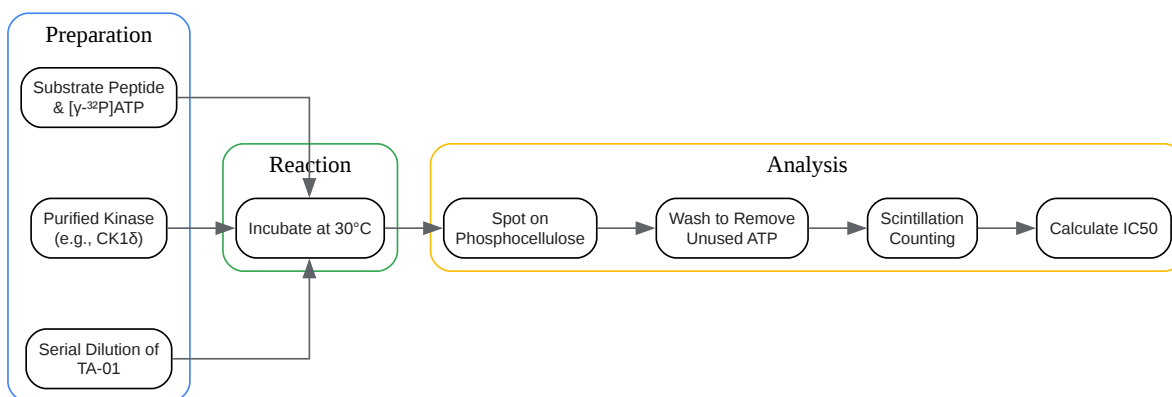 Preparation
Substrate Peptide
& [γ-³²P]ATP
Purified Kinase
(e.g., CK1δ)
Serial Dilution of
TA-01
Reaction
Incubate at 30°C
Analysis
Spot on
Phosphocellulose
Wash to Remove
Unused ATP
Scintillation
Counting
Calculate IC50